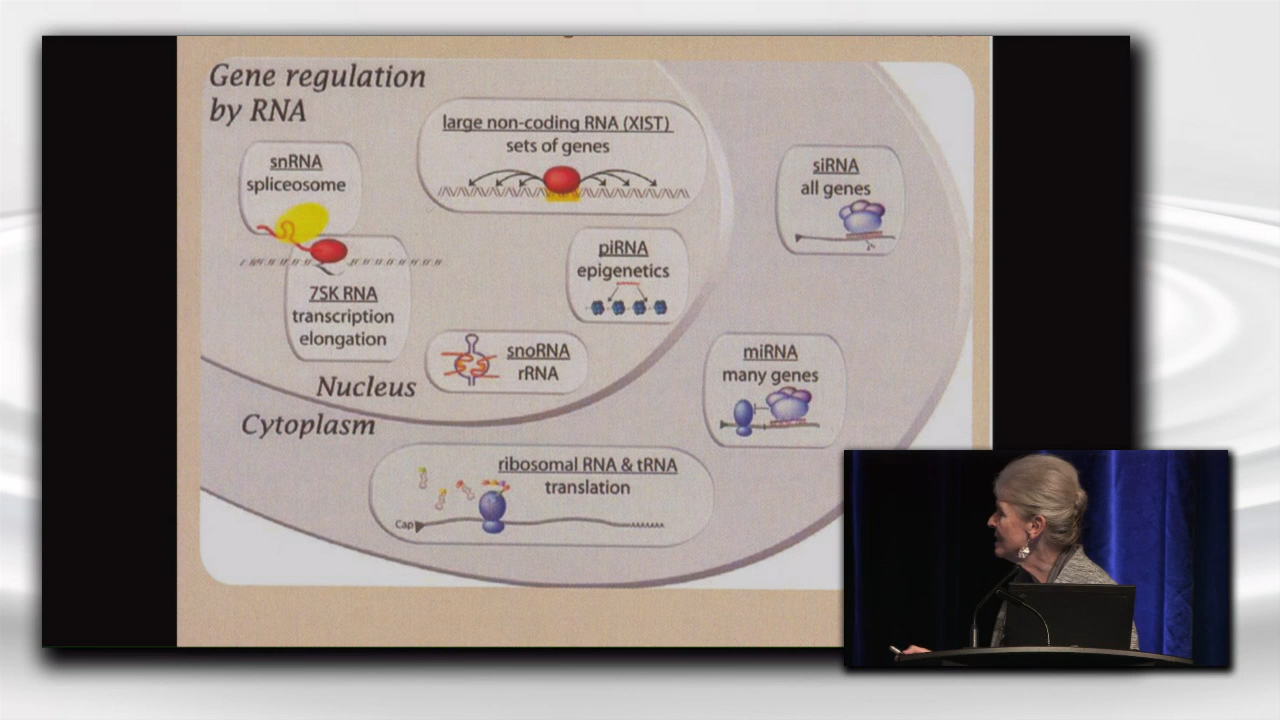 Gene regulation
by RNA
large non-coding RNA (XIST)
sets of genes
snRNA
spliceosome
siRNA
all genes
piRNA
epigenetics
7SK RNA
transcription
elongation
snoRNA
rRNA
miRNA
many genes
Nucleus
Cytoplasm
ribosomal RNA & tRNA
translation
Cap